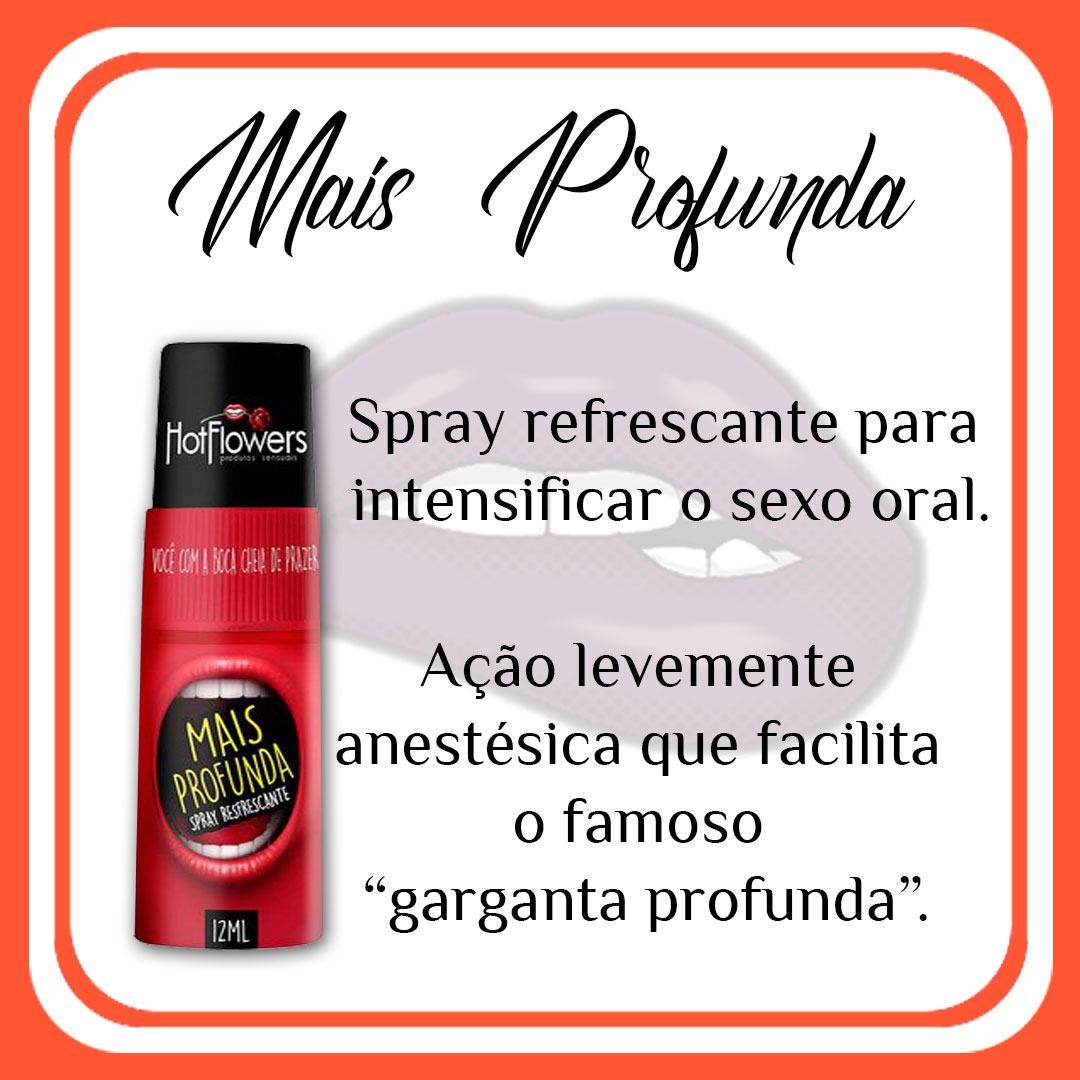 Mais Profunda
HotFlowers
produtos sensuais
VOCÊ COM A BOCA CHEIA DE PRAZER
MAIS
PROFUNDA
SPRAY RESFRESCANTE
12ML
Spray refrescante para
intensificar o sexo oral.
Ação levemente
anestésica que facilita
o famoso
“garganta profunda”.